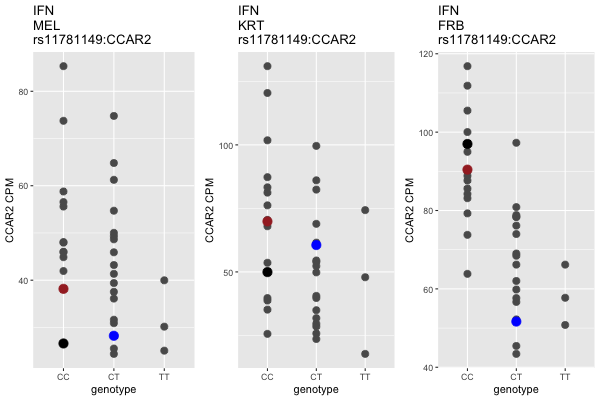 IFN
MEL
rs11781149:CCAR2
CCAR2 CPM
80
60
40
CC
CT
TT
genotype
IFN
KRT
rs11781149:CCAR2
CCAR2 CPM
100
50
CC
CT
TT
genotype
IFN
FRB
rs11781149:CCAR2
CCAR2 CPM
120
100
80
60
40
CC
CT
TT
genotype